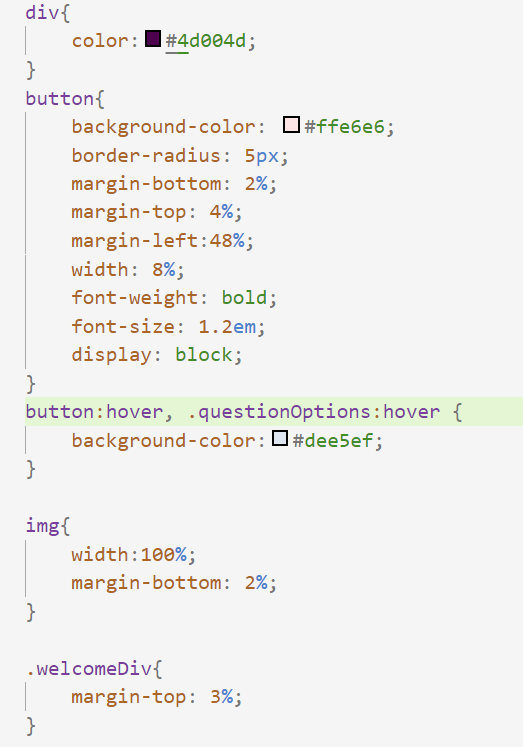 div{
color: #4d004d;
}
button{
background-color: #ffe6e6;
border-radius: 5px;
margin-bottom: 2%;
margin-top: 4%;
margin-left:48%;
width: 8%;
font-weight: bold;
font-size: 1.2em;
display: block;
}
button:hover, .questionOptions:hover {
background-color: #dee5ef;
}
img{
width:100%;
margin-bottom: 2%;
}
.welcomeDiv{
margin-top: 3%;
}